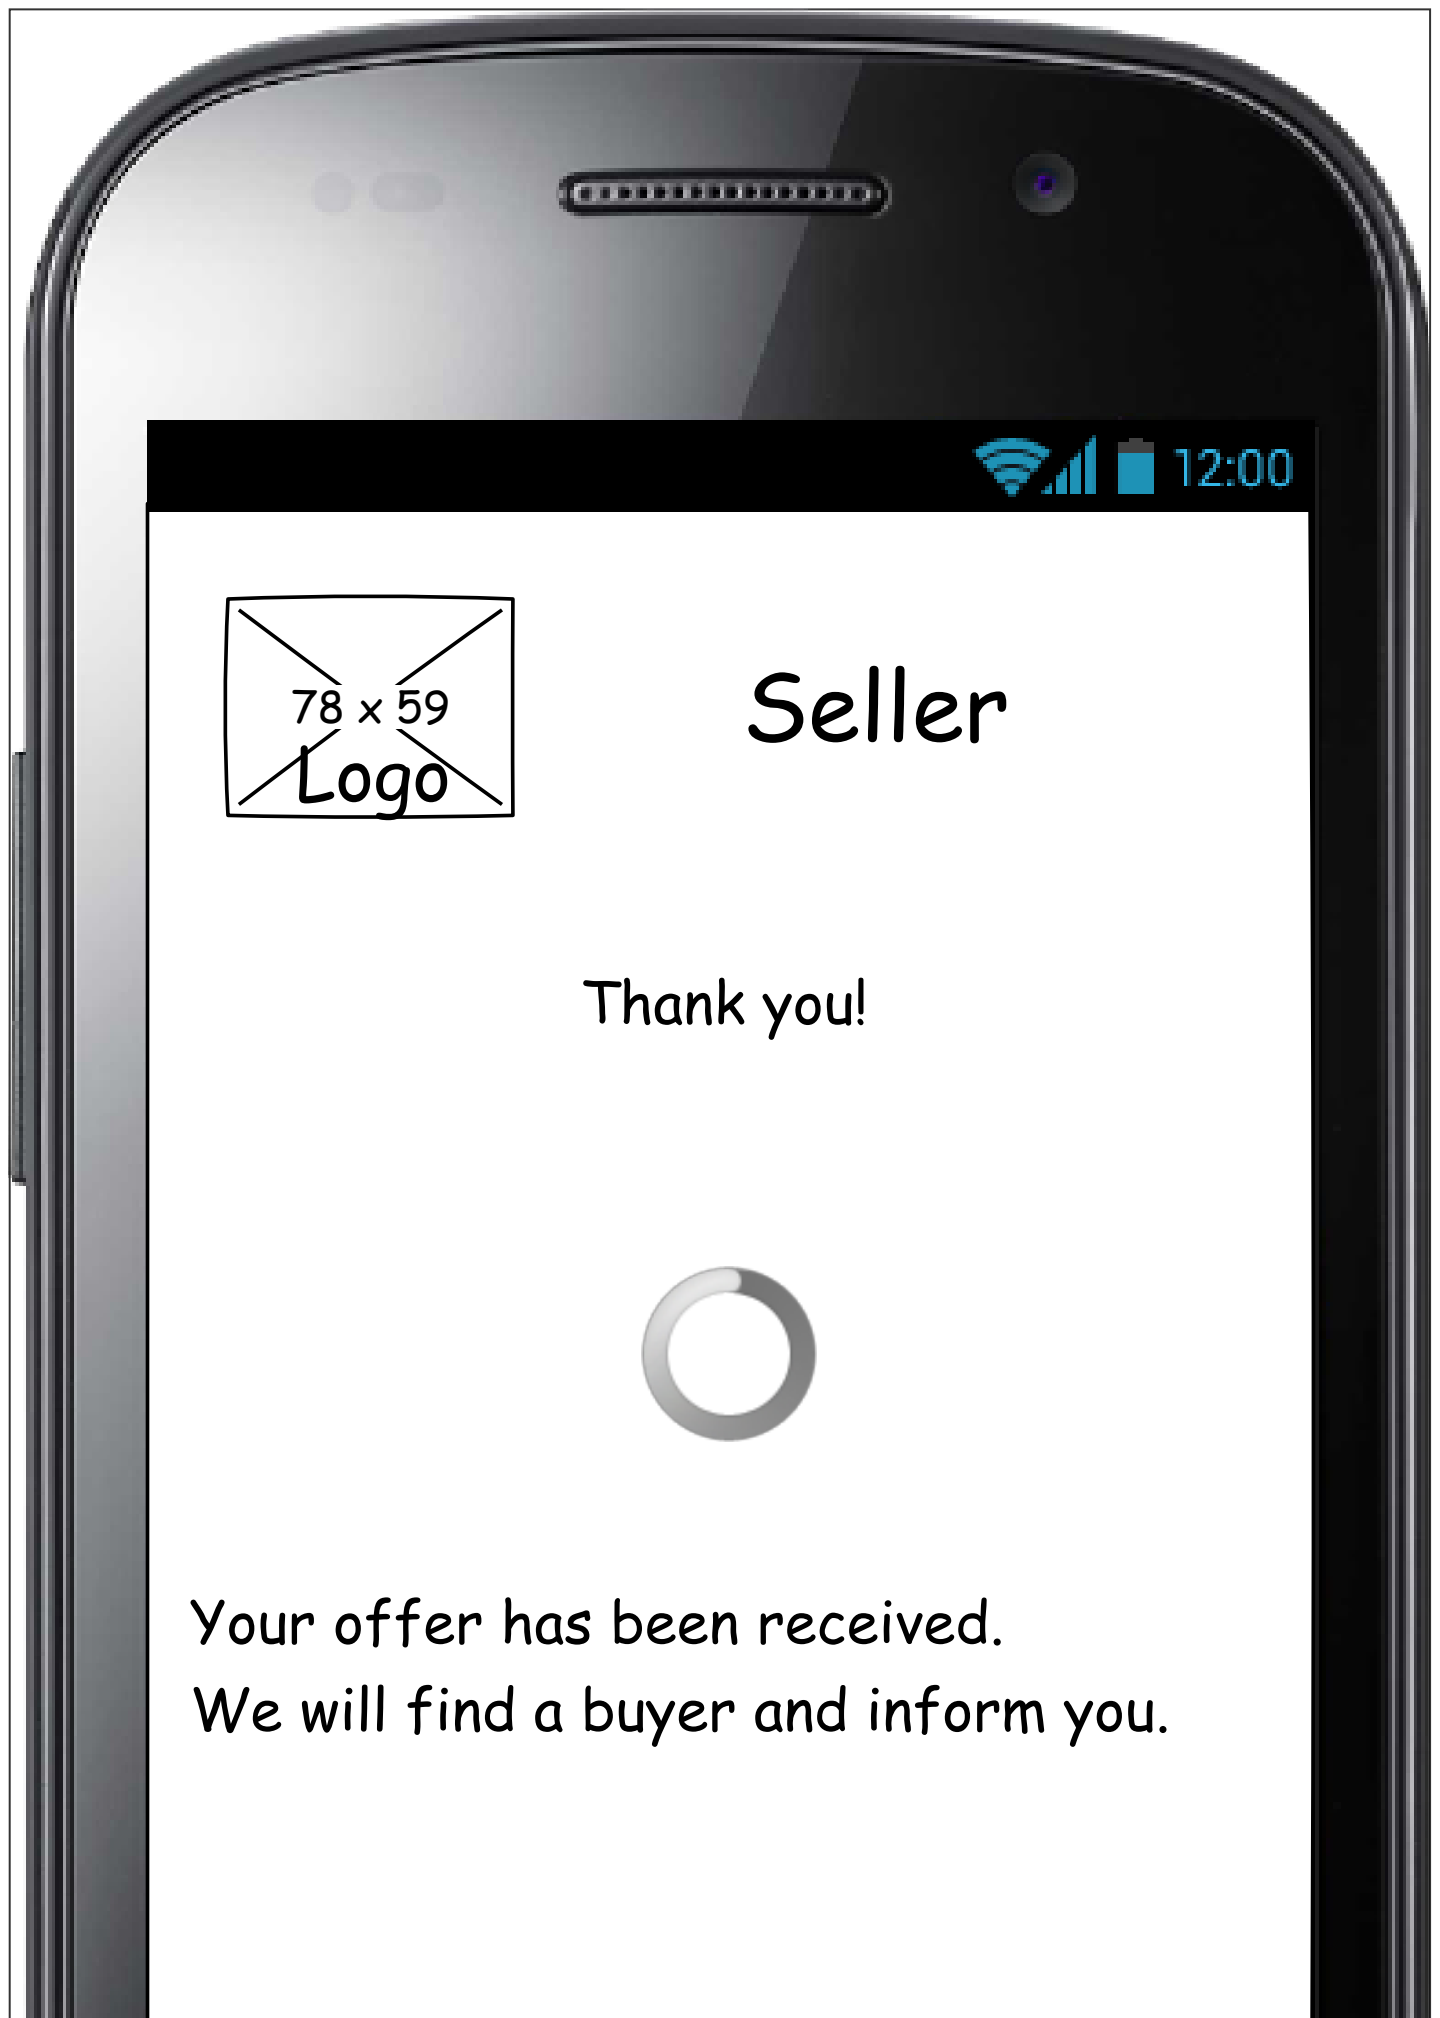 12:00
78 x 59
Logo
Seller
Thank you!
Your offer has been received.
We will find a buyer and inform you.